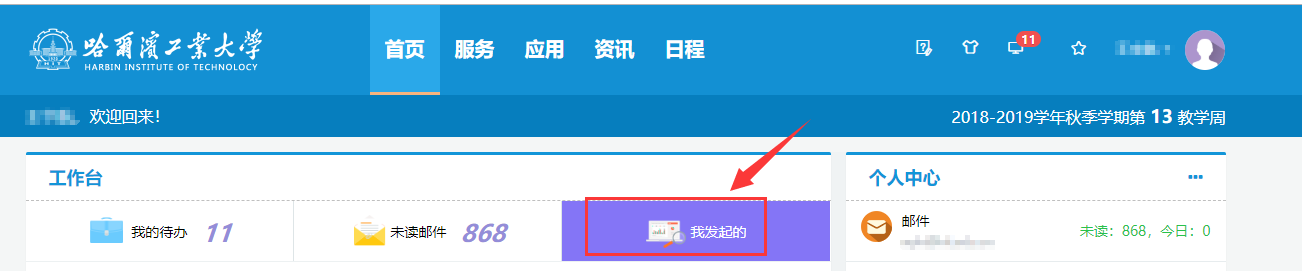 哈爾濱工業大學
HARBIN INSTITUTE OF TECHNOLOGY
首页 服务 应用 资讯 日程
11
欢迎回来!
2018-2019学年秋季学期第 13 教学周
工作台
个人中心
我的待办 11
未读邮件 868
我发起的
邮件
未读：868，今日：0